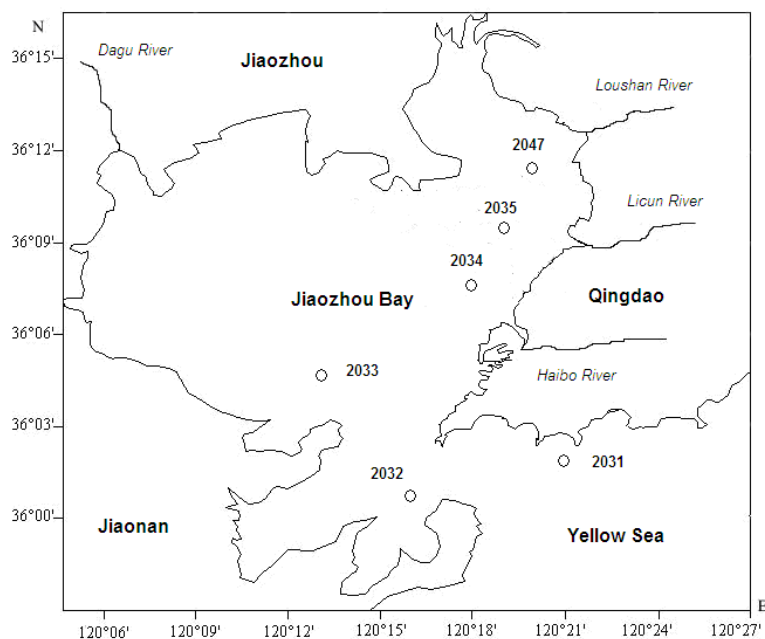 N
Dagu River
36°15'
Jiaozhou
Loushan River
36°12'
2047
2035
Licun River
36°09'
2034
Jiaozhou Bay
Qingdao
36°06'
2033
Haibo River
36°03'
2032
2031
36°00'
Jiaonan
Yellow Sea
E
120°06'
120°09'
120°12'
120°15'
120°18'
120°21'
120°24'
120°27'